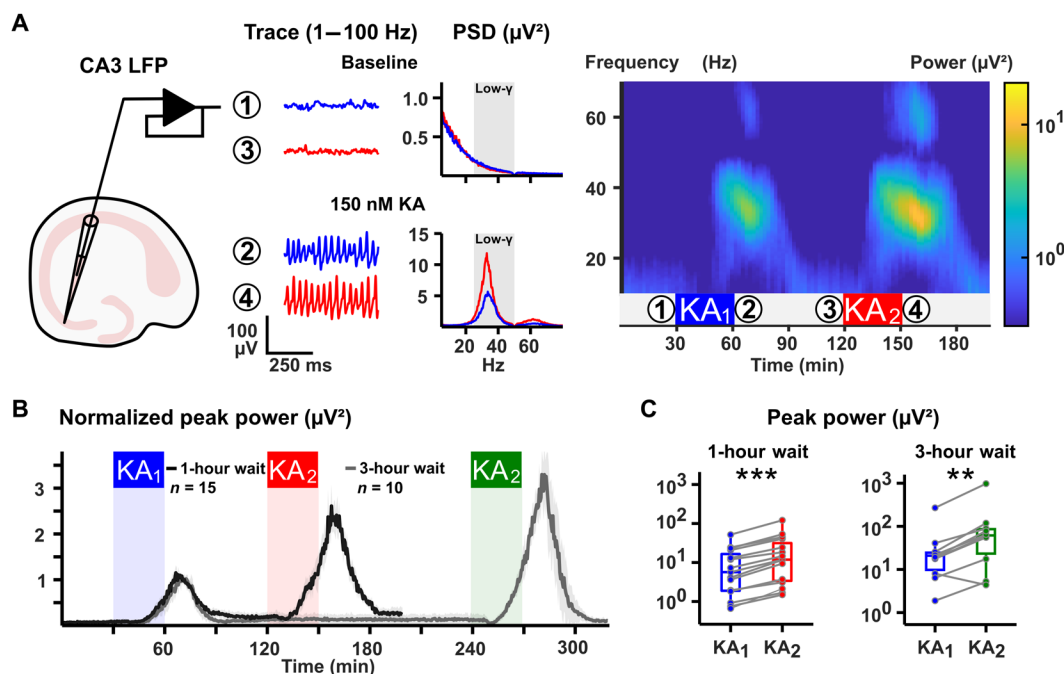 A
Trace (1–100 Hz)
PSD (µV²)
CA3 LFP
Baseline
1
3
1.0
0.5
Low-γ
150 nM KA
2
4
100
µV
250 ms
15
10
5
Low-γ
20 40 60
Hz
Frequency (Hz)
Power (µV²)
60
40
20
10¹
10⁰
1 KA₁ 2 3 KA₂ 4
30 60 90 120 150 180
Time (min)
B
Normalized peak power (µV²)
KA₁
1-hour wait
n = 15
KA₂
3-hour wait
n = 10
KA₂
3
2
1
60 120 180 240 300
Time (min)
C
Peak power (µV²)
1-hour wait
***
10³
10²
10¹
10⁰
KA₁ KA₂
3-hour wait
**
10³
10²
10¹
10⁰
KA₁ KA₂